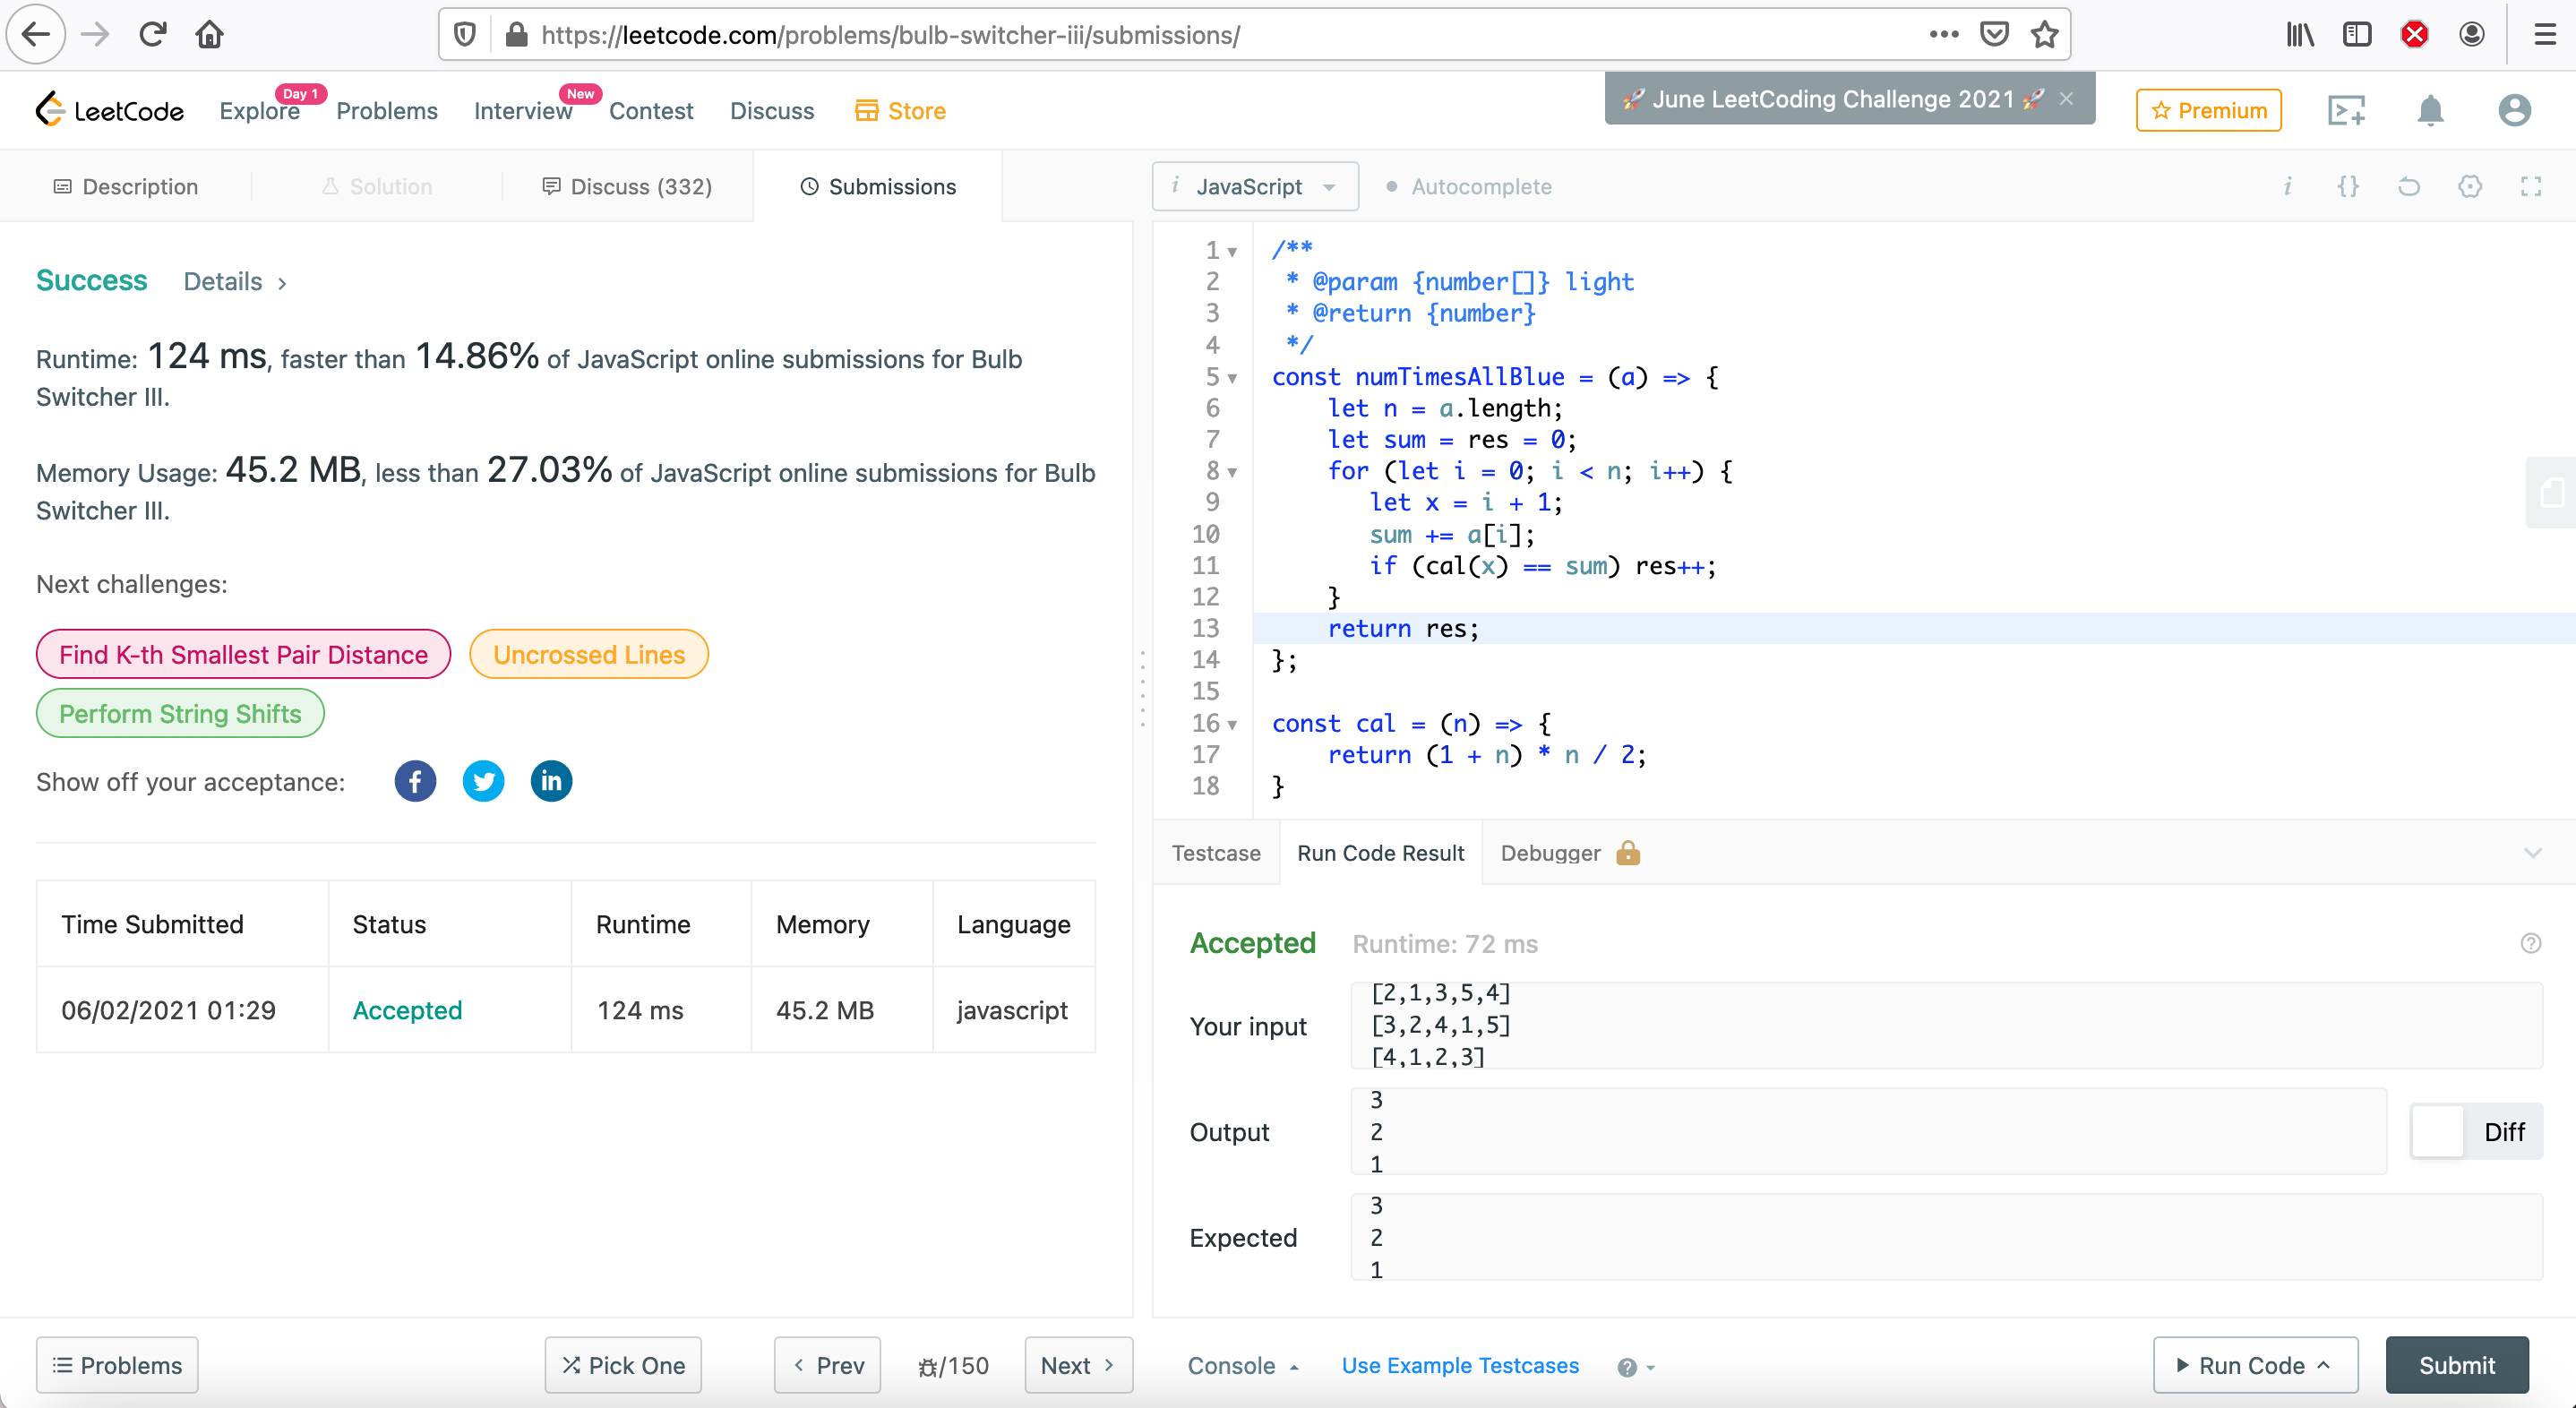 https://leetcode.com/problems/bulb-switcher-iii/submissions/
LeetCode
Explore
Day 1
Problems
Interview
New
Contest
Discuss
Store
🚀 June LeetCoding Challenge 2021 🚀 ×
Premium
Description
Solution
Discuss (332)
Submissions
Success
Details >
Runtime: 124 ms, faster than 14.86% of JavaScript online submissions for Bulb
Switcher III.
Memory Usage: 45.2 MB, less than 27.03% of JavaScript online submissions for Bulb
Switcher III.
Next challenges:
Find K-th Smallest Pair Distance
Uncrossed Lines
Perform String Shifts
Show off your acceptance:
f
in
Time Submitted Status Runtime Memory Language
06/02/2021 01:29 Accepted 124 ms 45.2 MB javascript
i JavaScript
Autocomplete
i {}
1 /**
2  * @param {number[]} light
3  * @return {number}
4  */
5 const numTimesAllBlue = (a) => {
6     let n = a.length;
7     let sum = res = 0;
8     for (let i = 0; i < n; i++) {
9        let x = i + 1;
10        sum += a[i];
11        if (cal(x) == sum) res++;
12     }
13     return res;
14 };
15
16 const cal = (n) => {
17     return (1 + n) * n / 2;
18 }
Testcase
Run Code Result
Debugger
Accepted Runtime: 72 ms
?
Your input
[2,1,3,5,4]
[3,2,4,1,5]
[4,1,2,3]
Output
3
2
1
Diff
Expected
3
2
1
Problems
Pick One
< Prev
/150
Next >
Console
Use Example Testcases
?
Run Code
Submit